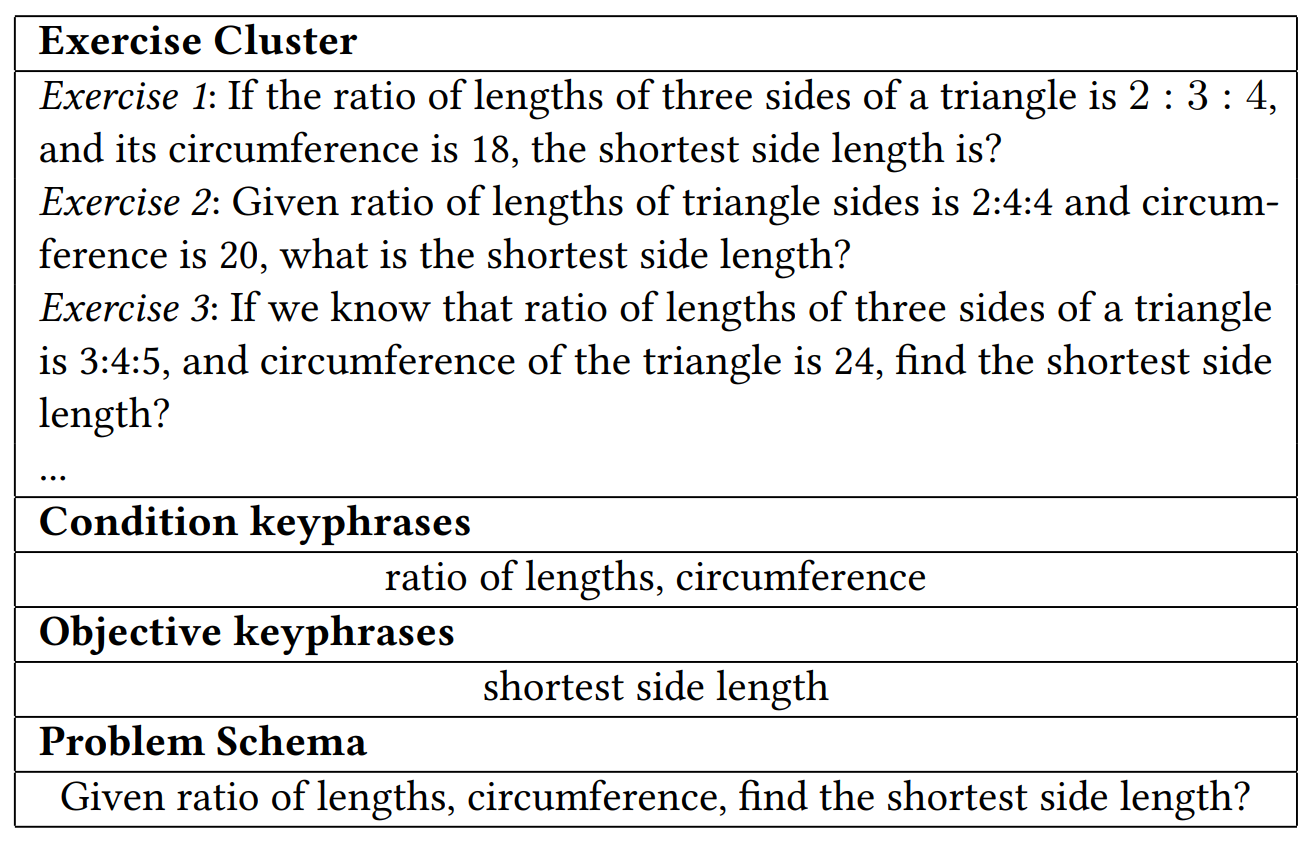 Exercise Cluster
Exercise 1: If the ratio of lengths of three sides of a triangle is 2 : 3 : 4,
and its circumference is 18, the shortest side length is?
Exercise 2: Given ratio of lengths of triangle sides is 2:4:4 and circum-
ference is 20, what is the shortest side length?
Exercise 3: If we know that ratio of lengths of three sides of a triangle
is 3:4:5, and circumference of the triangle is 24, find the shortest side
length?
...
Condition keyphrases
ratio of lengths, circumference
Objective keyphrases
shortest side length
Problem Schema
Given ratio of lengths, circumference, find the shortest side length?